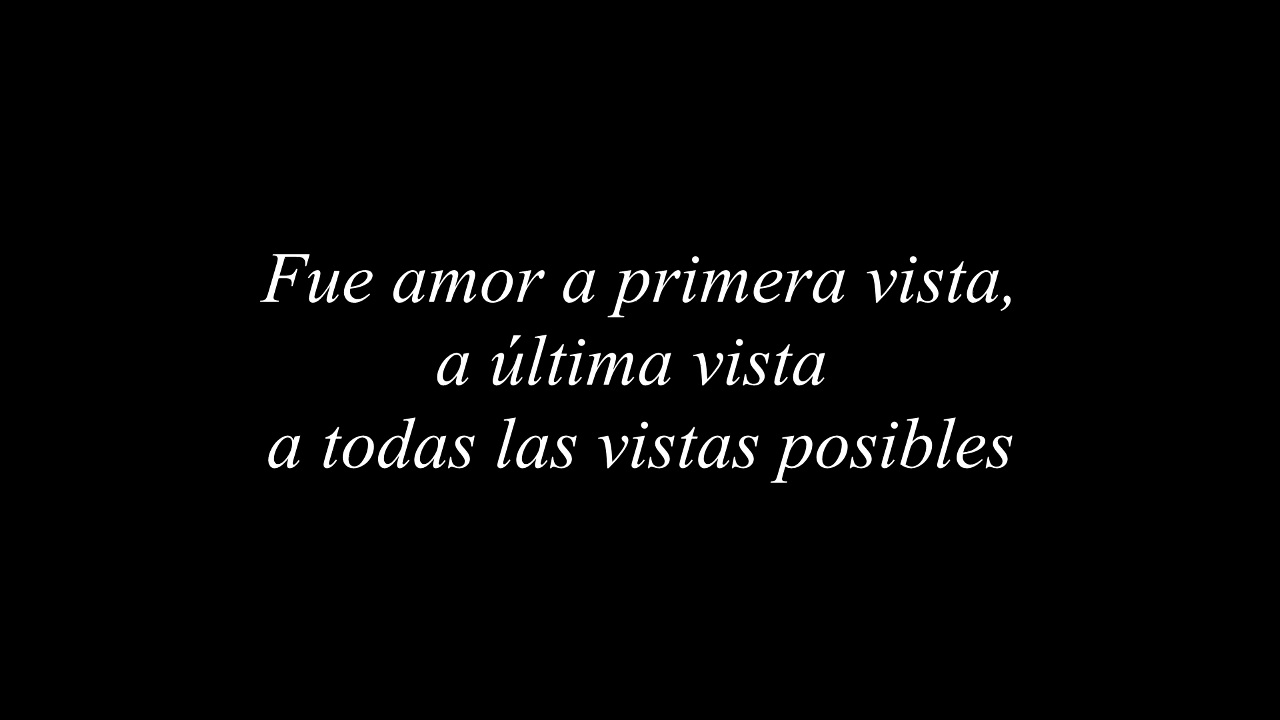 Fue amor a primera vista,
a última vista
a todas las vistas posibles